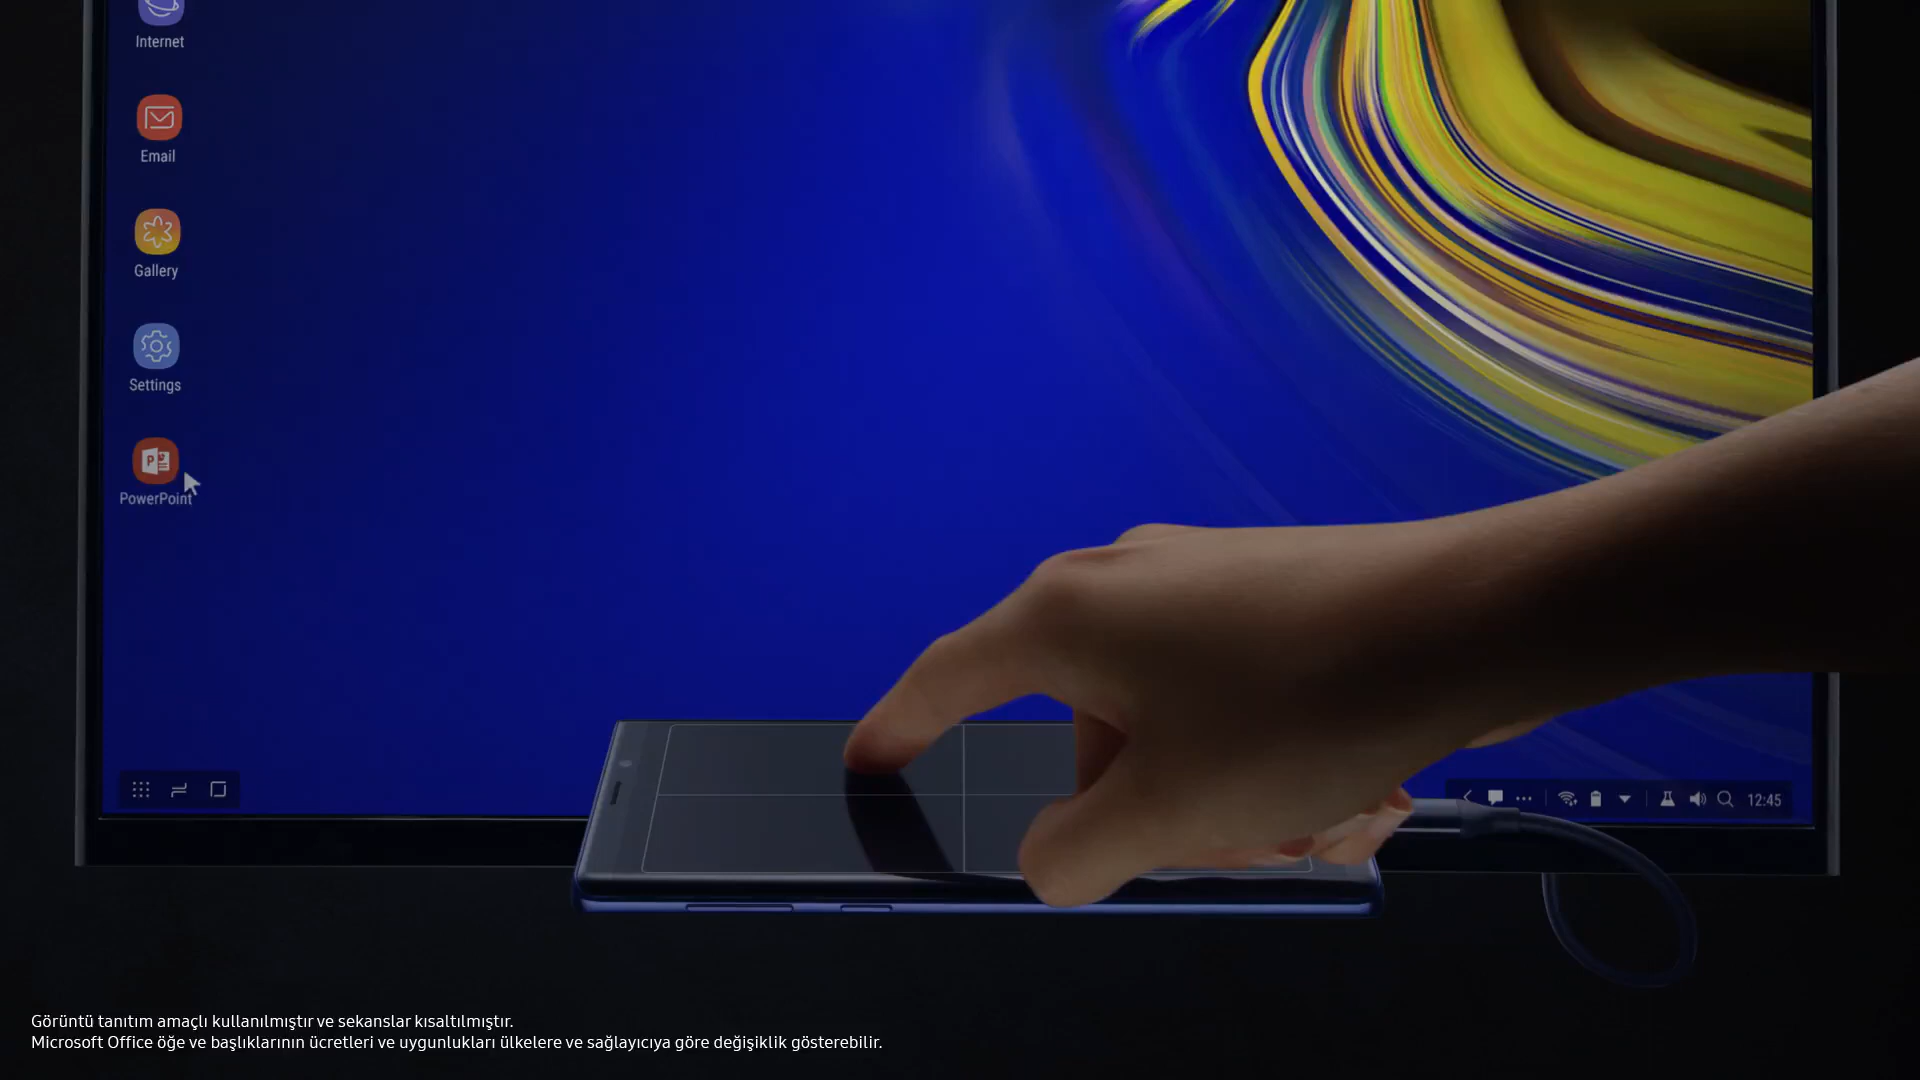 Internet
Email
Gallery
Settings
P
PowerPoint
12:45
Görüntü tanıtım amaçlı kullanılmıştır ve sekanslar kısaltılmıştır.
Microsoft Office öğe ve başlıklarının ücretleri ve uygunlukları ülkelere ve sağlayıcıya göre değişiklik gösterebilir.